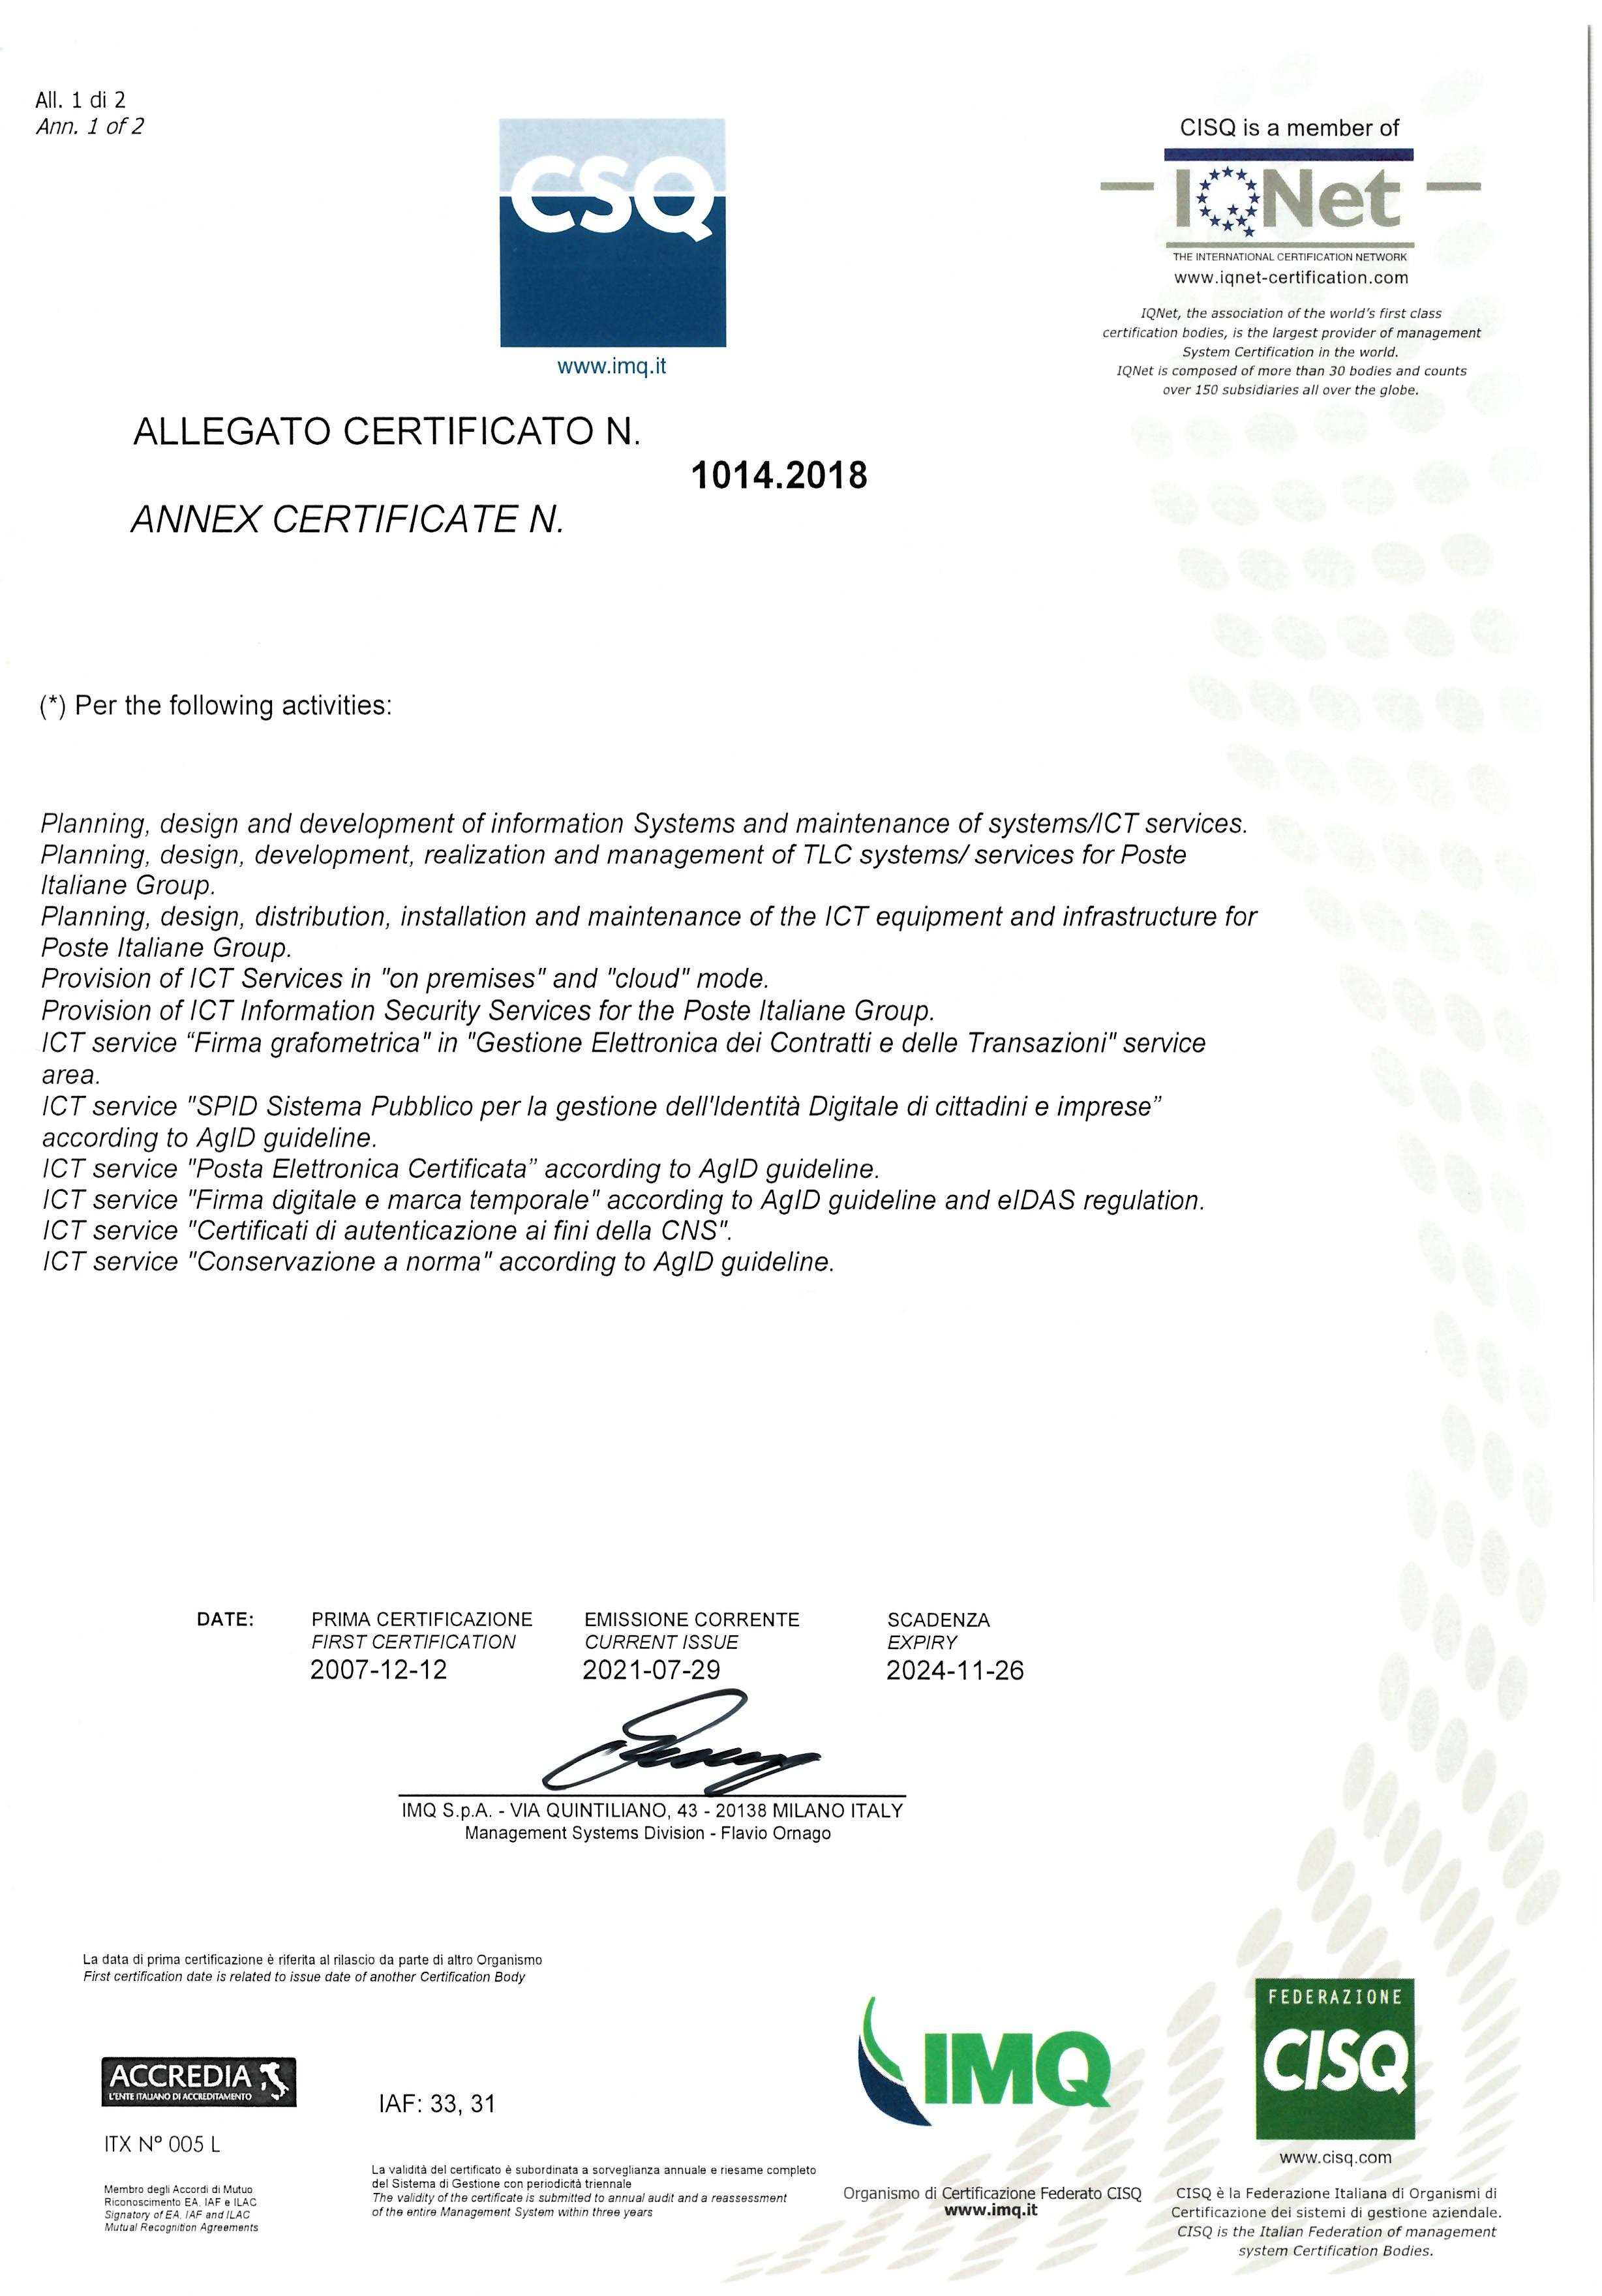 All. 1 di 2
Ann. 1 of 2
CSQ
www.imq.it
CISQ is a member of
IQNet
THE INTERNATIONAL CERTIFICATION NETWORK
www.iqnet-certification.com
IQNet, the association of the world's first class
certification bodies, is the largest provider of management
System Certification in the world.
IQNet is composed of more than 30 bodies and counts
over 150 subsidiaries all over the globe.
ALLEGATO CERTIFICATO N.
1014.2018
ANNEX CERTIFICATE N.
(*) Per the following activities:
Planning, design and development of information Systems and maintenance of systems/ICT services.
Planning, design, development, realization and management of TLC systems/ services for Poste
Italiane Group.
Planning, design, distribution, installation and maintenance of the ICT equipment and infrastructure for
Poste Italiane Group.
Provision of ICT Services in "on premises" and "cloud" mode.
Provision of ICT Information Security Services for the Poste Italiane Group.
ICT service “Firma grafometrica" in "Gestione Elettronica dei Contratti e delle Transazioni" service
area.
ICT service "SPID Sistema Pubblico per la gestione dell'Identità Digitale di cittadini e imprese”
according to AgID guideline.
ICT service "Posta Elettronica Certificata” according to AgID guideline.
ICT service "Firma digitale e marca temporale" according to AgID guideline and eIDAS regulation.
ICT service "Certificati di autenticazione ai fini della CNS".
ICT service "Conservazione a norma" according to AgID guideline.
DATE: PRIMA CERTIFICAZIONE EMISSIONE CORRENTE SCADENZA
FIRST CERTIFICATION CURRENT ISSUE EXPIRY
2007-12-12 2021-07-29 2024-11-26
IMQ S.p.A. - VIA QUINTILIANO, 43 - 20138 MILANO ITALY
Management Systems Division - Flavio Ornago
La data di prima certificazione è riferita al rilascio da parte di altro Organismo
First certification date is related to issue date of another Certification Body
ACCREDIA
L'ENTE ITALIANO DI ACCREDITAMENTO
ITX Nº 005 L
Membro degli Accordi di Mutuo
Riconoscimento EA, IAF e ILAC
Signatory of EA, IAF and ILAC
Mutual Recognition Agreements
IAF: 33, 31
La validità del certificato è subordinata a sorveglianza annuale e riesame completo
del Sistema di Gestione con periodicità triennale
The validity of the certificate is submitted to annual audit and a reassessment
of the entire Management System within three years
IMQ
Organismo di Certificazione Federato CISQ
www.imq.it
FEDERAZIONE
CISQ
www.cisq.com
CISQ è la Federazione Italiana di Organismi di
Certificazione dei sistemi di gestione aziendale.
CISQ is the Italian Federation of management
system Certification Bodies.